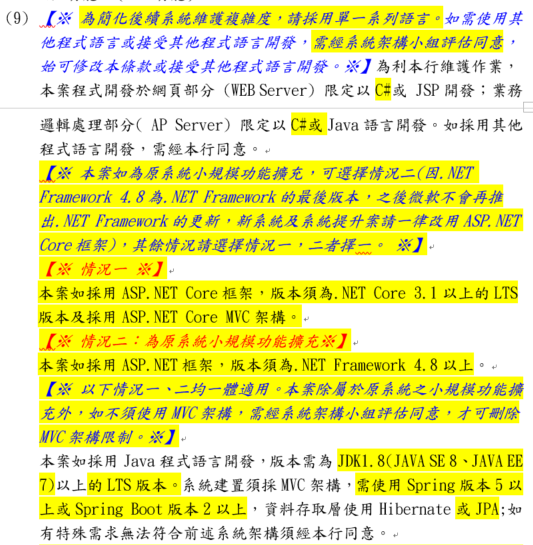 (9)【※ 為簡化後續系統維護複雜度，請採用單一系列語言。如需使用其
他程式語言或接受其他程式語言開發，需經系統架構小組評估同意，
始可修改本條款或接受其他程式語言開發。※】為利本行維護作業，
本案程式開發於網頁部分 (WEB Server) 限定以 C#或 JSP 開發；業務
邏輯處理部分( AP Server) 限定以 C#或 Java 語言開發。如採用其他
程式語言開發，需經本行同意。
【※ 本案如為原系統小規模功能擴充，可選擇情況二(因.NET
Framework 4.8 為.NET Framework 的最後版本，之後微軟不會再推
出.NET Framework 的更新，新系統及系統提升案請一律改用 ASP.NET
Core 框架)，其餘情況請選擇情況一，二者擇一。 ※】
【※ 情況一 ※】
本案如採用 ASP.NET Core 框架，版本須為.NET Core 3.1 以上的 LTS
版本及採用 ASP.NET Core MVC 架構。
【※ 情況二：為原系統小規模功能擴充※】
本案如採用 ASP.NET 框架，版本須為.NET Framework 4.8 以上。
【※ 以下情況一、二均一體適用。本案除屬於原系統之小規模功能擴
充外，如不須使用 MVC 架構，需經系統架構小組評估同意，才可刪除
MVC 架構限制。※】
本案如採用 Java 程式語言開發，版本需為 JDK1.8(JAVA SE 8、JAVA EE
7)以上的 LTS 版本。系統建置須採 MVC 架構，需使用 Spring 版本 5 以
上或 Spring Boot 版本 2 以上，資料存取層使用 Hibernate 或 JPA;如
有特殊需求無法符合前述系統架構須經本行同意。